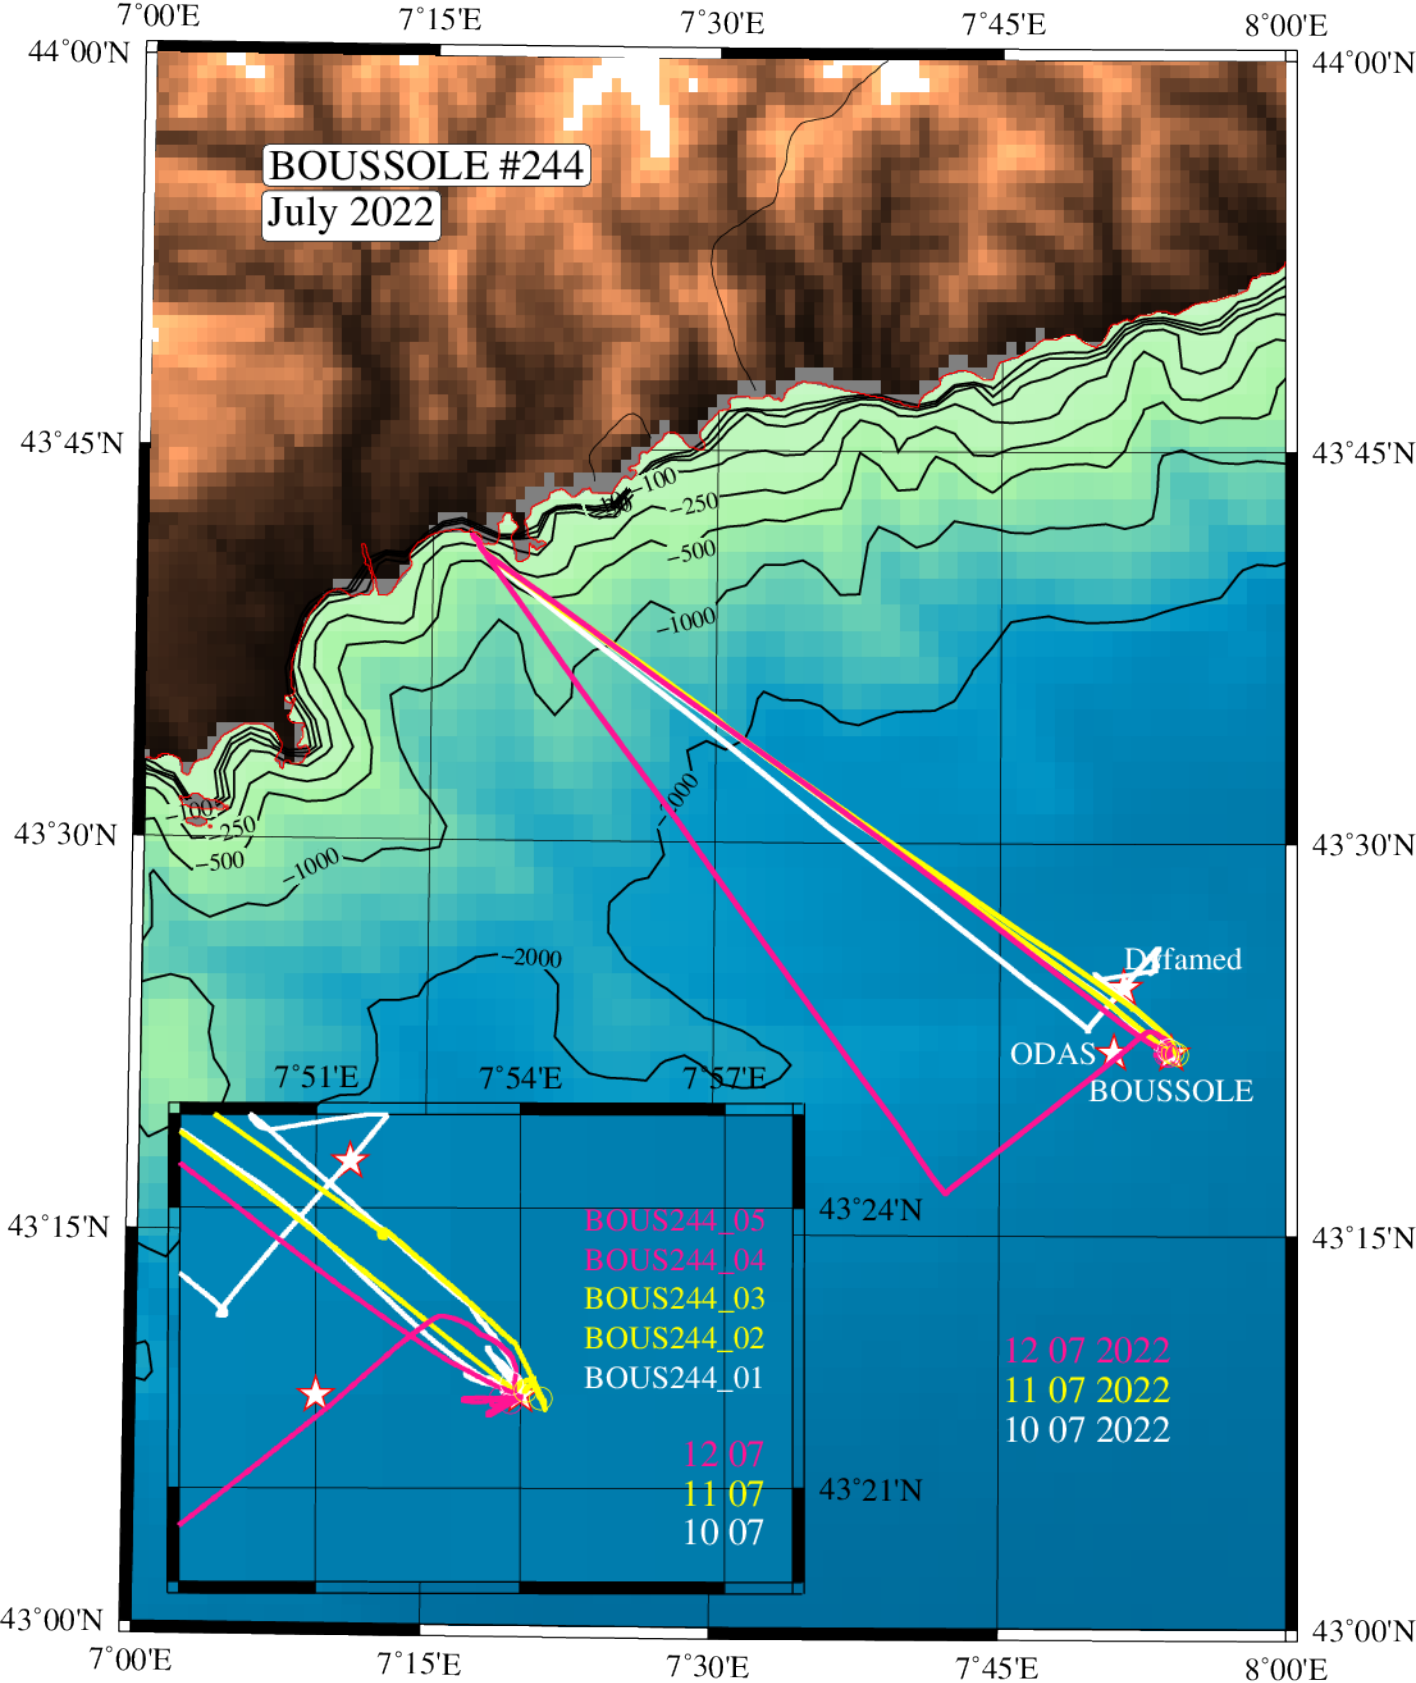 7°00'E 7°15'E 7°30'E 7°45'E 8°00'E
44°00'N 44°00'N
BOUSSOLE #244
July 2022
43°45'N 43°45'N
−100
−250
−500
−1000
43°30'N 43°30'N
−100
−250
−500
−1000
−2000
Dyfamed
ODAS
BOUSSOLE
7°51'E 7°54'E 7°57'E
43°24'N
43°15'N 43°15'N
BOUS244_05
BOUS244_04
BOUS244_03
BOUS244_02
BOUS244_01
12 07 2022
11 07 2022
10 07 2022
12 07
11 07
10 07
43°21'N
43°00'N 43°00'N
7°00'E 7°15'E 7°30'E 7°45'E 8°00'E